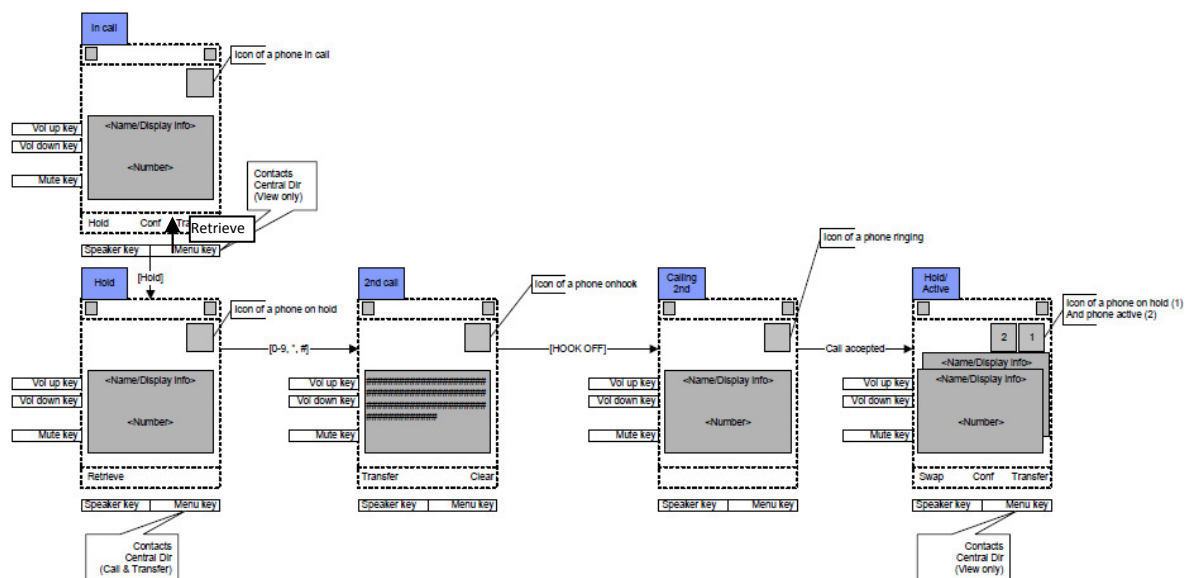 In call
Icon of a phone in call
Vol up key
Vol down key
Mute key
<Name/Display Info>
<Number>
Contacts
Central Dir
(View only)
Hold Conf Tra
Retrieve
Speaker key Menu key
[Hold]
Hold
Icon of a phone on hold
Vol up key
Vol down key
Mute key
<Name/Display Info>
<Number>
Retrieve
Speaker key Menu key
Contacts
Central Dir
(Call & Transfer)
[0-9, *, #]
2nd call
Icon of a phone onhook
Vol up key
Vol down key
Mute key
########################
########################
########################
##############
Transfer Clear
Speaker key Menu key
[HOOK OFF]
Calling
2nd
Icon of a phone ringing
Vol up key
Vol down key
Mute key
<Name/Display Info>
<Number>
Speaker key Menu key
Call accepted
Hold/
Active
Icon of a phone on hold (1)
And phone active (2)
2 1
<Name/Display Info>
<Name/Display Info>
<Number>
Vol up key
Vol down key
Mute key
Swap Conf Transfer
Speaker key Menu key
Contacts
Central Dir
(View only)